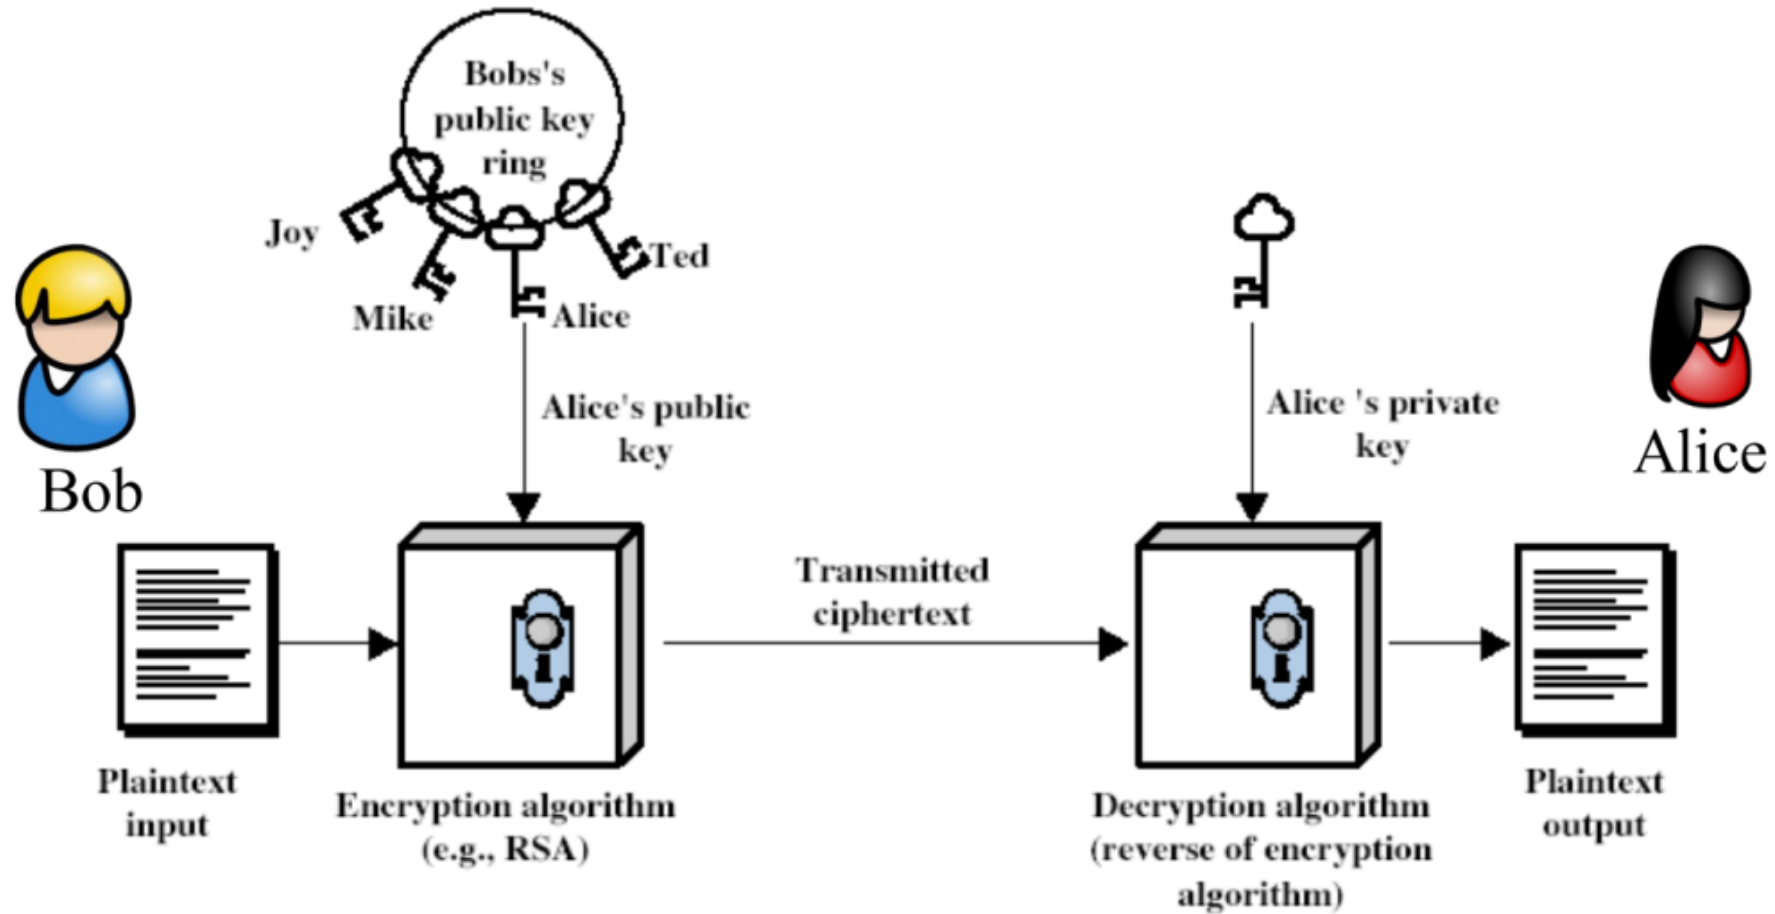 Bobs's
public key
ring
Joy
Mike
Alice
Ted
Alice's public
key
Alice 's private
key
Bob
Alice
Transmitted
ciphertext
Plaintext
input
Encryption algorithm
(e.g., RSA)
Decryption algorithm
(reverse of encryption
algorithm)
Plaintext
output